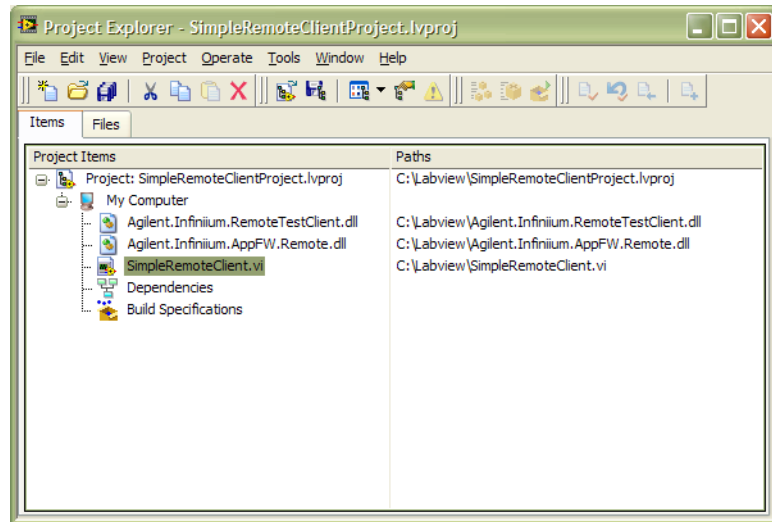 Project Explorer - SimpleRemoteClientProject.lvproj
File Edit View Project Operate Tools Window Help
Items Files
Project Items Paths
Project: SimpleRemoteClientProject.lvproj C:\Labview\SimpleRemoteClientProject.lvproj
My Computer
Agilent.Infiniium.RemoteTestClient.dll C:\Labview\Agilent.Infiniium.RemoteTestClient.dll
Agilent.Infiniium.AppFW.Remote.dll C:\Labview\Agilent.Infiniium.AppFW.Remote.dll
SimpleRemoteClient.vi C:\Labview\SimpleRemoteClient.vi
Dependencies
Build Specifications